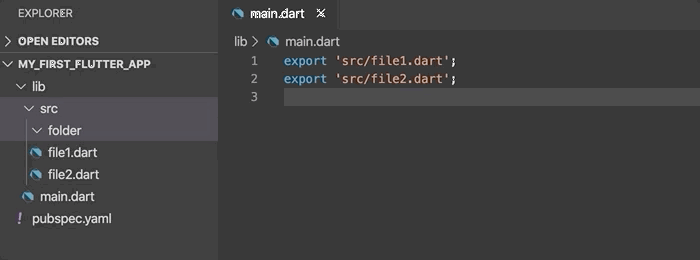 EXPLORER
OPEN EDITORS
MY_FIRST_FLUTTER_APP
lib
src
folder
file1.dart
file2.dart
main.dart
! pubspec.yaml
main.dart
lib > main.dart
1 export 'src/file1.dart';
2 export 'src/file2.dart';
3